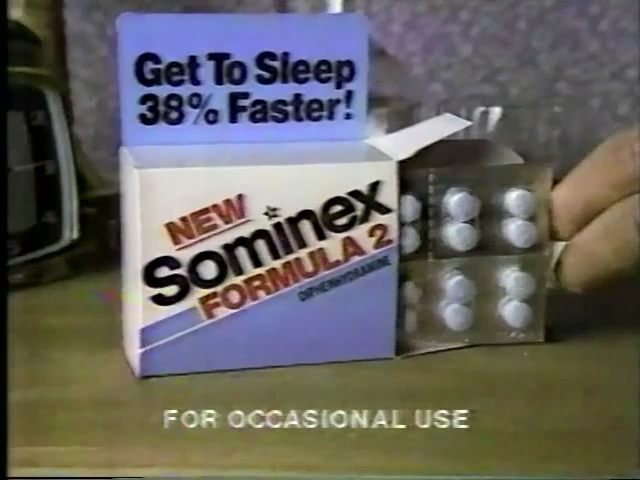 Get To Sleep
38% Faster!
NEW
Sominex
FORMULA 2
DIPHENHYDRAMINE
FOR OCCASIONAL USE